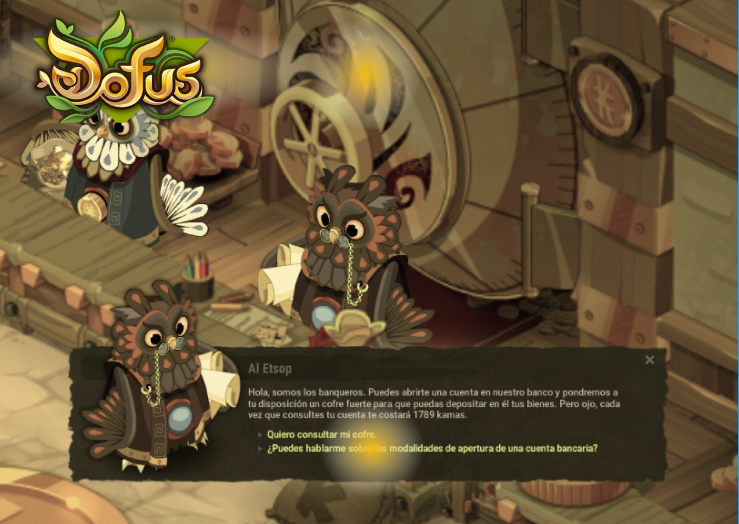 Dofus
Al Etsop
Hola, somos los banqueros. Puedes abrirte una cuenta en nuestro banco y pondremos a
tu disposición un cofre fuerte para que puedas depositar en él tus bienes. Pero ojo, cada
vez que consultes tu cuenta te costará 1789 kamas.
Quiero consultar mi cofre.
¿Puedes hablarme sobre las modalidades de apertura de una cuenta bancaria?